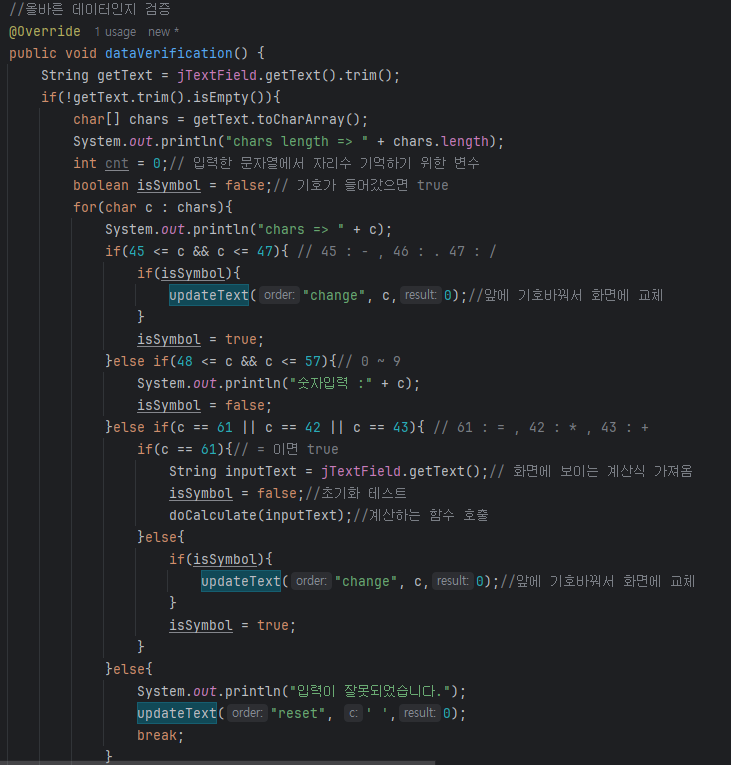 //올바른 데이터인지 검증
@Override 1 usage new *
public void dataVerification() {
String getText = jTextField.getText().trim();
if(!getText.trim().isEmpty()){
char[] chars = getText.toCharArray();
System.out.println("chars length => " + chars.length);
int cnt = 0;// 입력한 문자열에서 자리수 기억하기 위한 변수
boolean isSymbol = false;// 기호가 들어갔으면 true
for(char c : chars){
System.out.println("chars => " + c);
if(45 <= c && c <= 47){ // 45 : - , 46 : . 47 : /
if(isSymbol){
updateText( order: "change", c, result: 0);//앞에 기호바꿔서 화면에 교체
}
isSymbol = true;
}else if(48 <= c && c <= 57){// 0 ~ 9
System.out.println("숫자입력 :" + c);
isSymbol = false;
}else if(c == 61 || c == 42 || c == 43){ // 61 : = , 42 : * , 43 : +
if(c == 61){// = 이면 true
String inputText = jTextField.getText();// 화면에 보이는 계산식 가져옴
isSymbol = false;//초기화 테스트
doCalculate(inputText);//계산하는 함수 호출
}else{
if(isSymbol){
updateText( order: "change", c, result: 0);//앞에 기호바꿔서 화면에 교체
}
isSymbol = true;
}
}else{
System.out.println("입력이 잘못되었습니다.");
updateText( order: "reset", c: ' ', result: 0);
break;
}